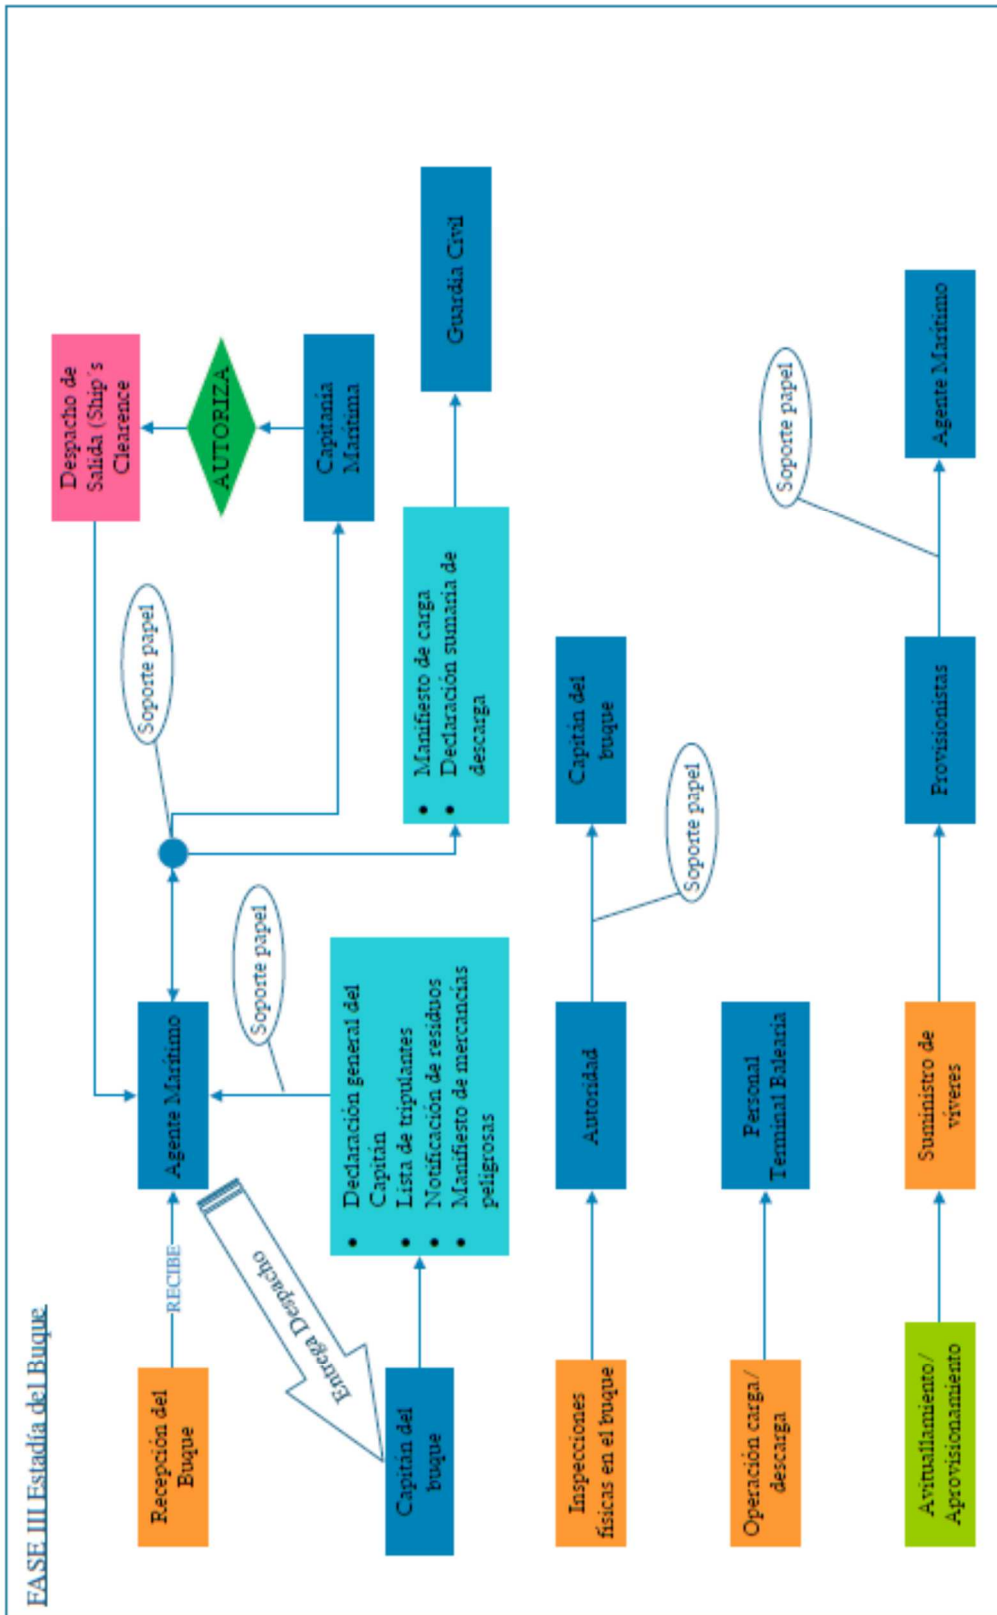 FASE III Estadía del Buque
Recepción del
Buque
RECIBE
Agente Marítimo
Soporte papel
Despacho de
Salida (Ship´s
Clearence
AUTORIZA
Capitanía
Marítima
Entrega Despacho
Soporte papel
Capitán del
buque
• Declaración general del
Capitán
• Lista de tripulantes
• Notificación de residuos
• Manifiesto de mercancías
peligrosas
• Manifiesto de carga
• Declaración sumaria de
descarga
Guardia Civil
Inspecciones
físicas en el buque
Autoridad
Soporte papel
Capitán del
buque
Operación carga/
descarga
Personal
Terminal Balearia
Avituallamiento/
Aprovisionamiento
Suministro de
víveres
Provisionistas
Soporte papel
Agente Marítimo